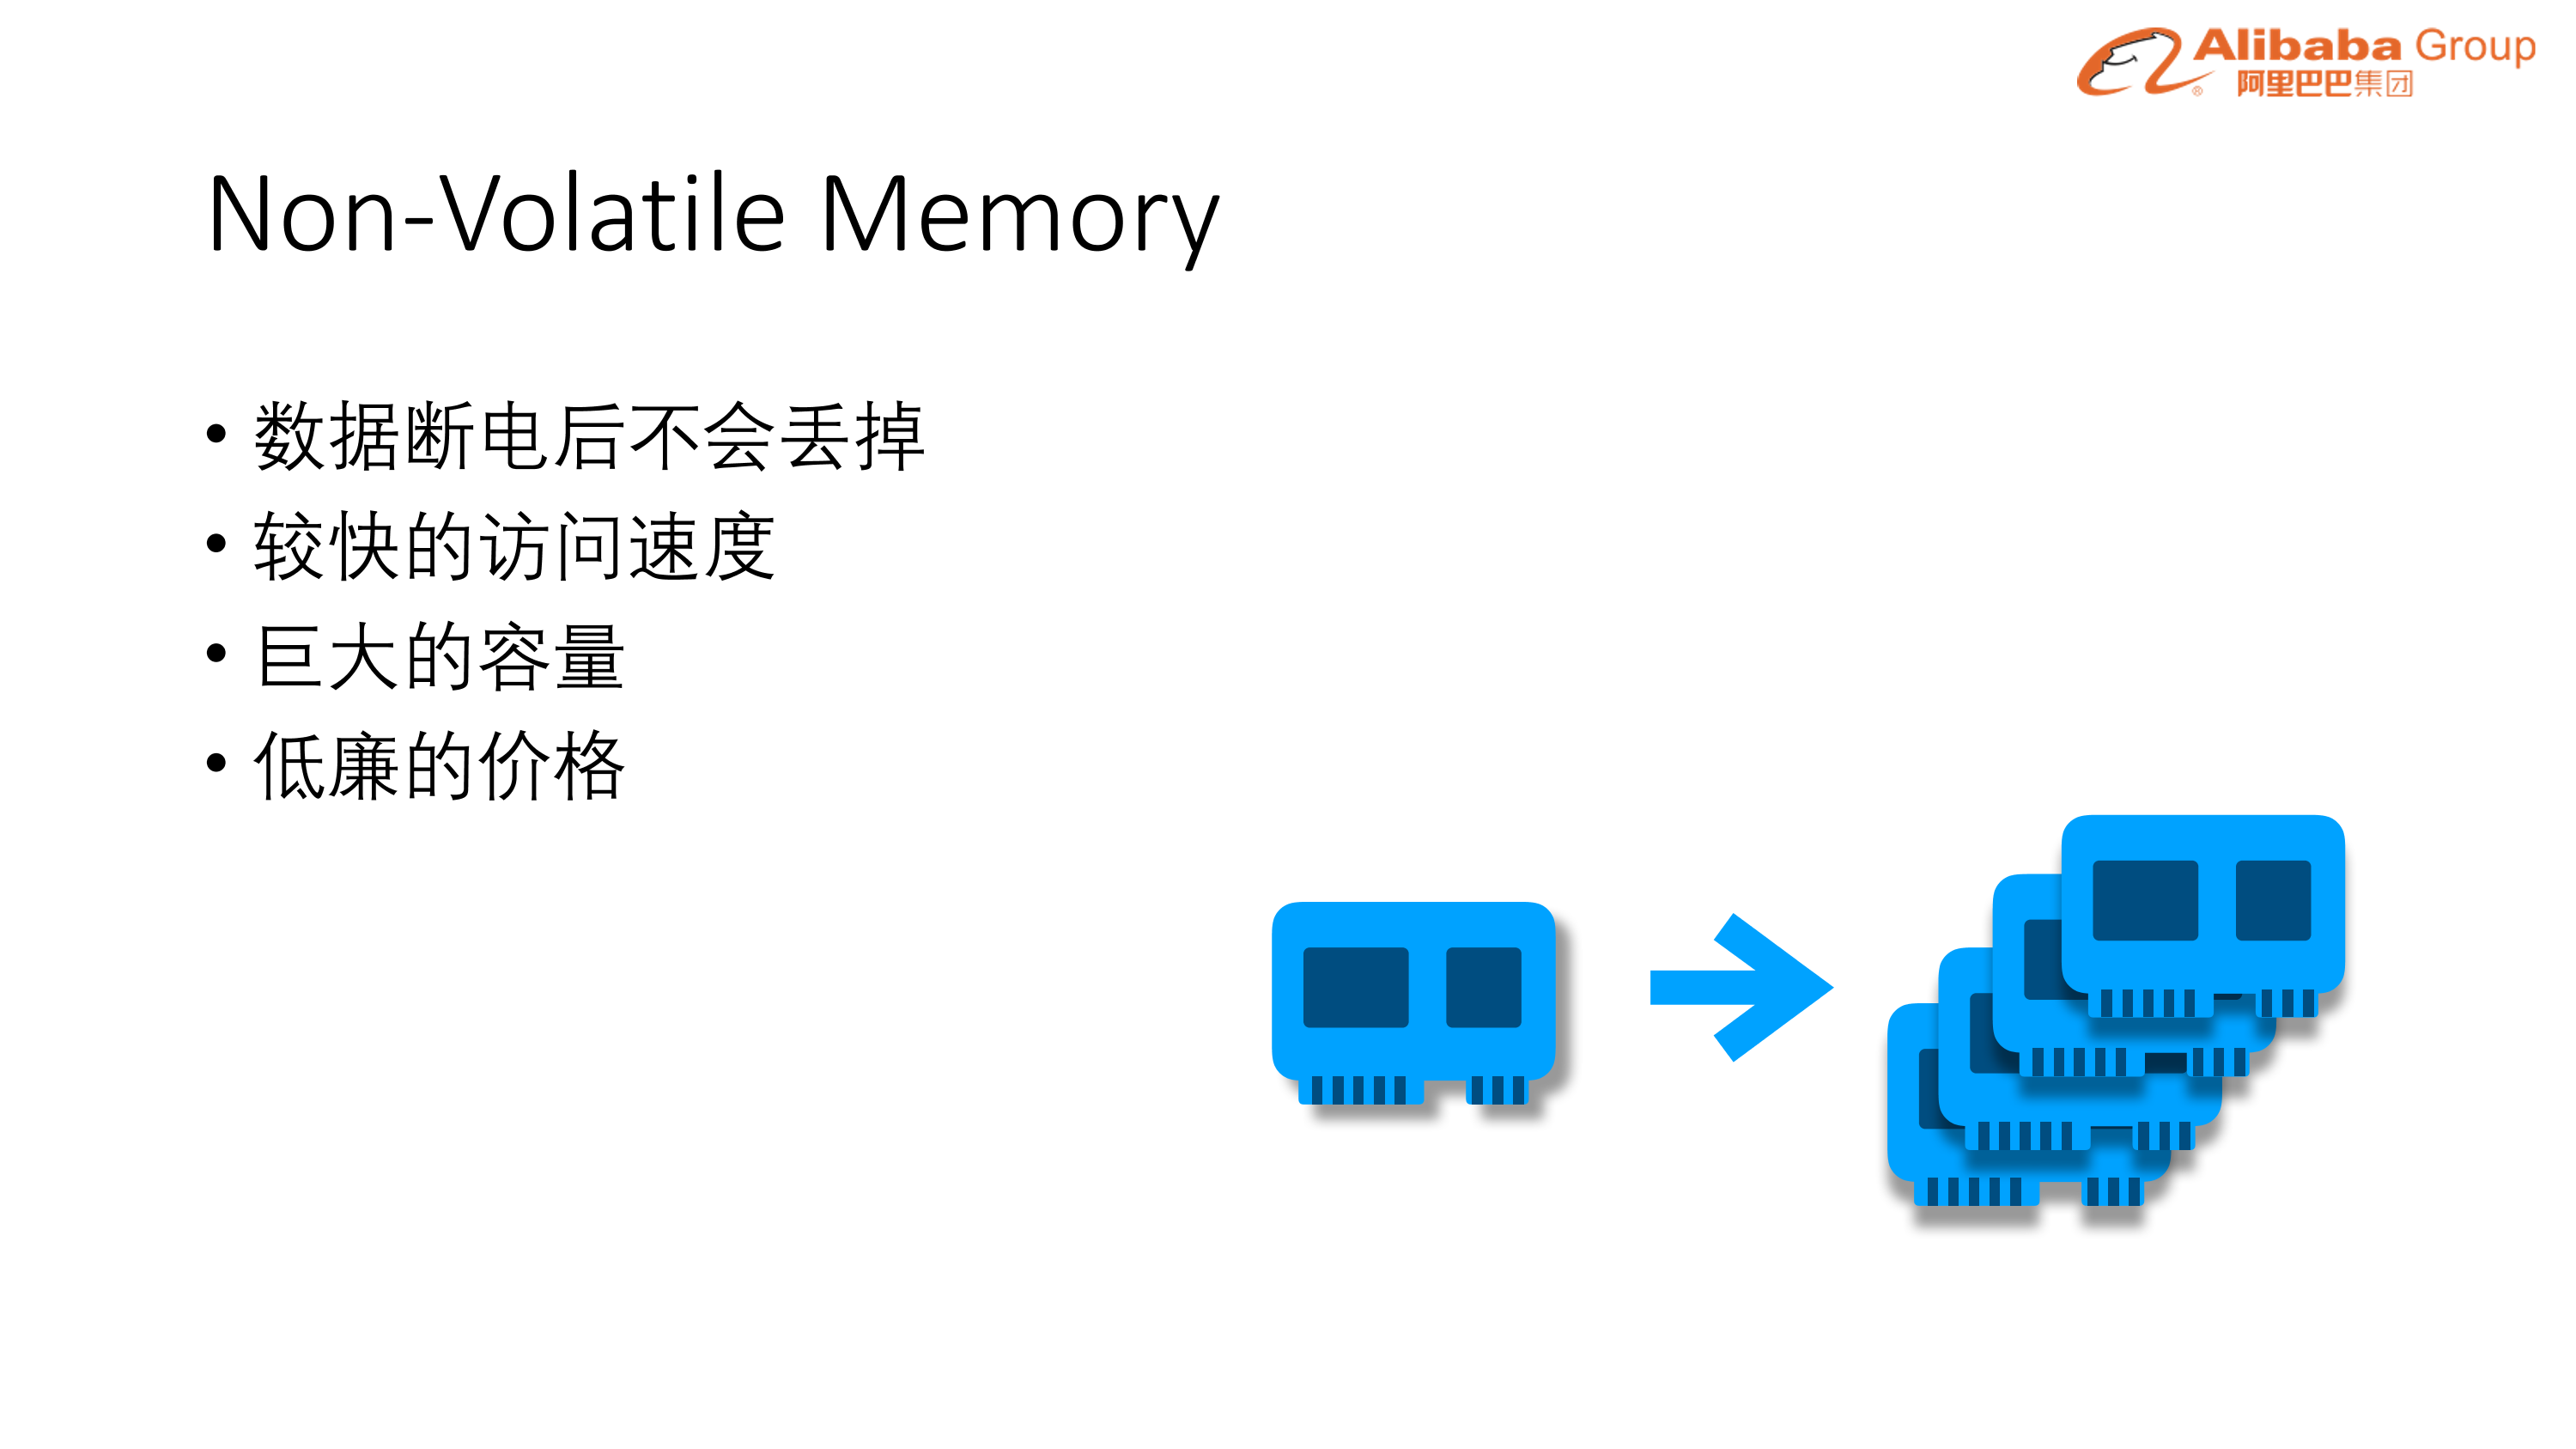 Alibaba Group
阿里巴巴集团
®
Non-Volatile Memory
• 数据断电后不会丢掉
• 较快的访问速度
• 巨大的容量
• 低廉的价格